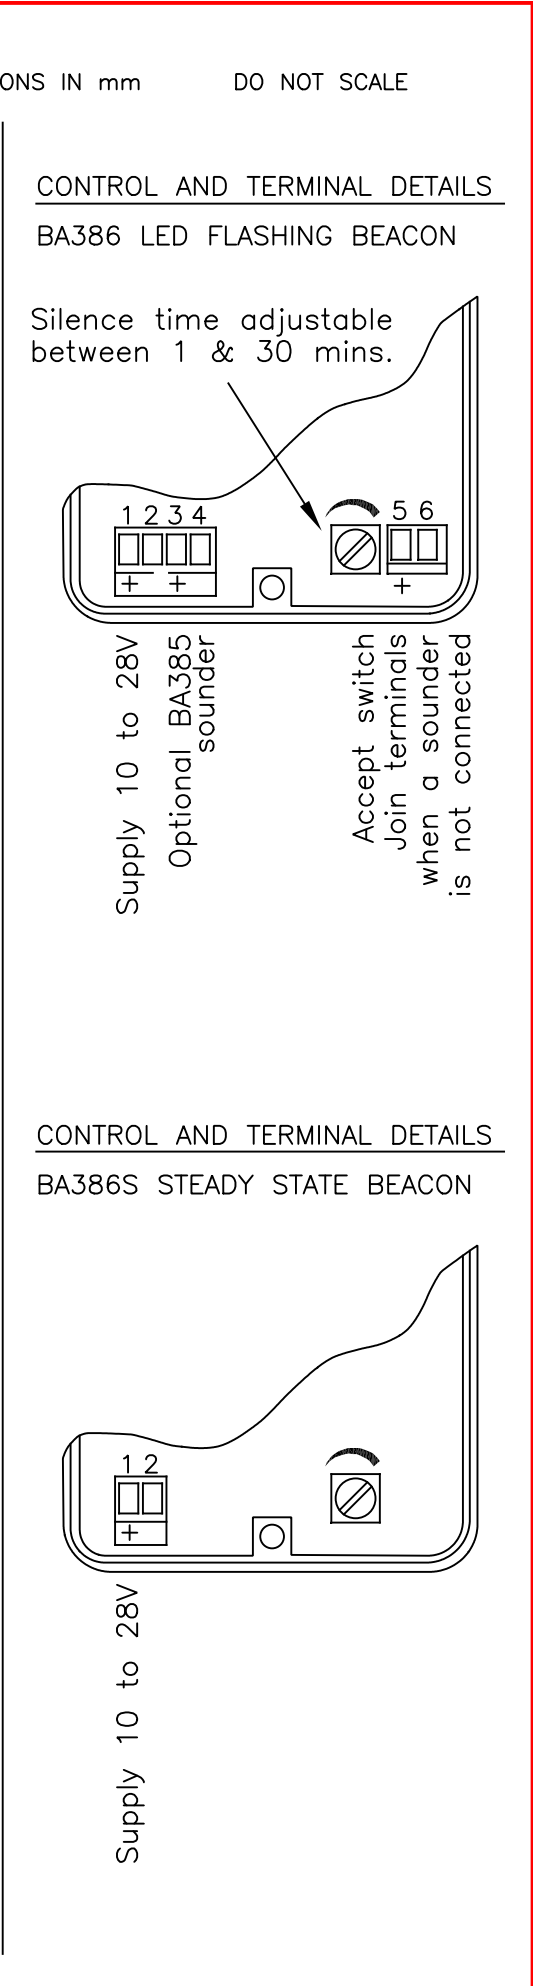 ONS IN mm DO NOT SCALE
CONTROL AND TERMINAL DETAILS
BA386 LED FLASHING BEACON
Silence time adjustable
between 1 & 30 mins.
1 2 3 4
5 6
+ +
+
Supply 10 to 28V
Optional BA385
sounder
Accept switch
Join terminals
when a sounder
is not connected
CONTROL AND TERMINAL DETAILS
BA386S STEADY STATE BEACON
1 2
+
Supply 10 to 28V